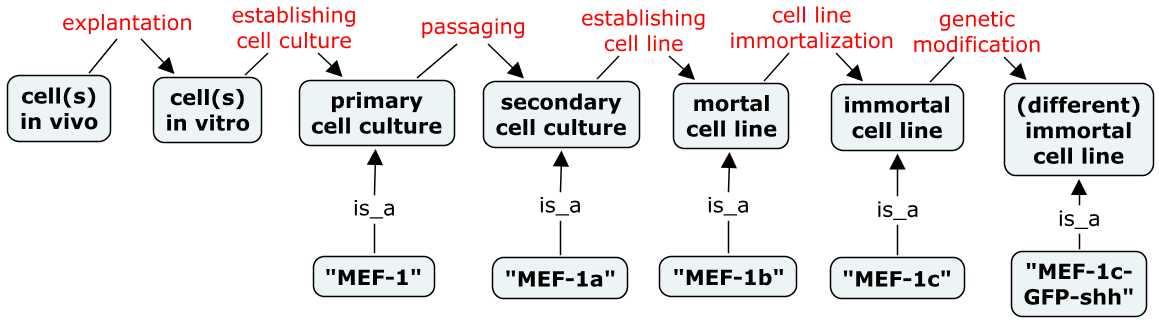 explantation
establishing
cell culture
passaging
establishing
cell line
cell line
immortalization
genetic
modification
cell(s)
in vivo
cell(s)
in vitro
primary
cell culture
secondary
cell culture
mortal
cell line
immortal
cell line
(different)
immortal
cell line
is_a
is_a
is_a
is_a
is_a
"MEF-1"
"MEF-1a"
"MEF-1b"
"MEF-1c"
"MEF-1c-
GFP-shh"